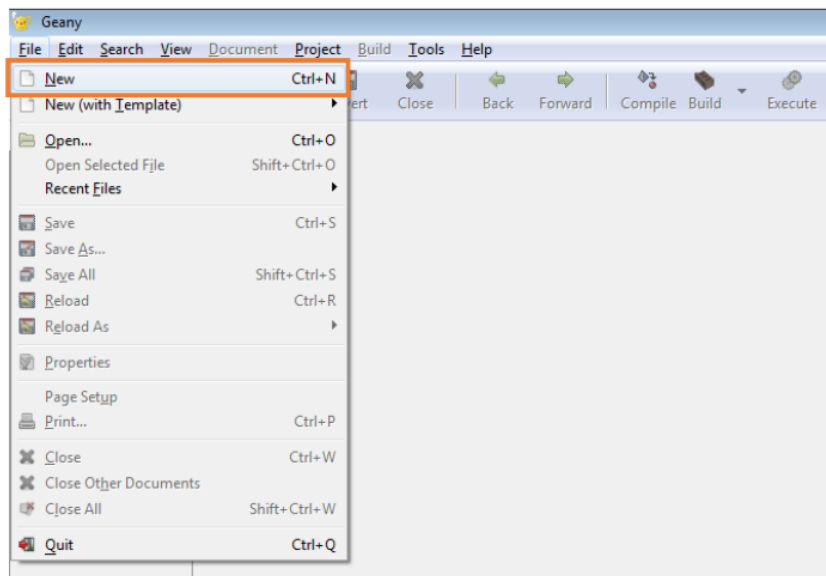 Geany
File Edit Search View Document Project Build Tools Help
New Ctrl+N
New (with Template)
Close Back Forward Compile Build Execute
Open... Ctrl+O
Open Selected File Shift+Ctrl+O
Recent Files
Save Ctrl+S
Save As...
Save All Shift+Ctrl+S
Reload Ctrl+R
Reload As
Properties
Page Setup
Print... Ctrl+P
Close Ctrl+W
Close Other Documents
Close All Shift+Ctrl+W
Quit Ctrl+Q